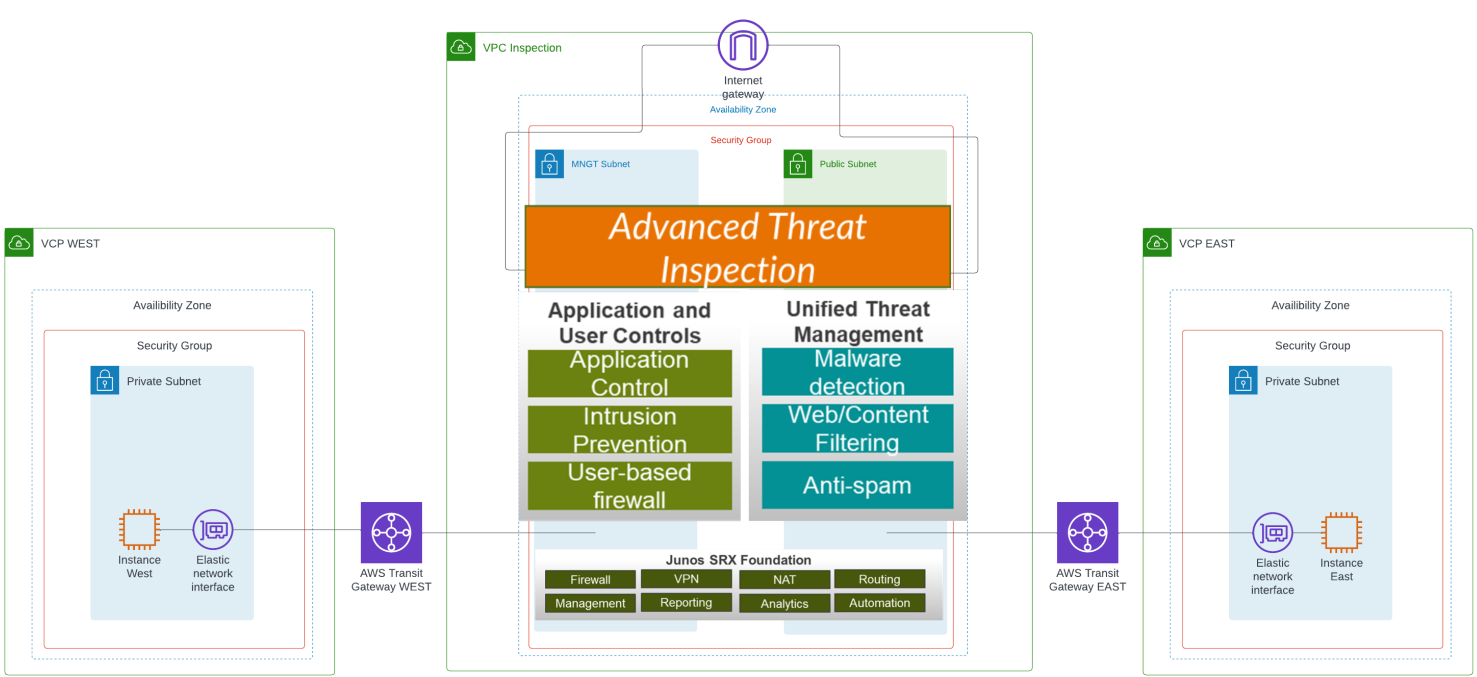 VPC Inspection
Internet
gateway
Availability Zone
Security Group
MNGT Subnet
Public Subnet
Advanced Threat
Inspection
Application and
User Controls
Application
Control
Intrusion
Prevention
User-based
firewall
Unified Threat
Management
Malware
detection
Web/Content
Filtering
Anti-spam
Junos SRX Foundation
Firewall
VPN
NAT
Routing
Management
Reporting
Analytics
Automation
VCP WEST
Availibility Zone
Security Group
Private Subnet
Instance
West
Elastic
network
interface
AWS Transit
Gateway WEST
AWS Transit
Gateway EAST
VCP EAST
Availibility Zone
Security Group
Private Subnet
Elastic
network
interface
Instance
East